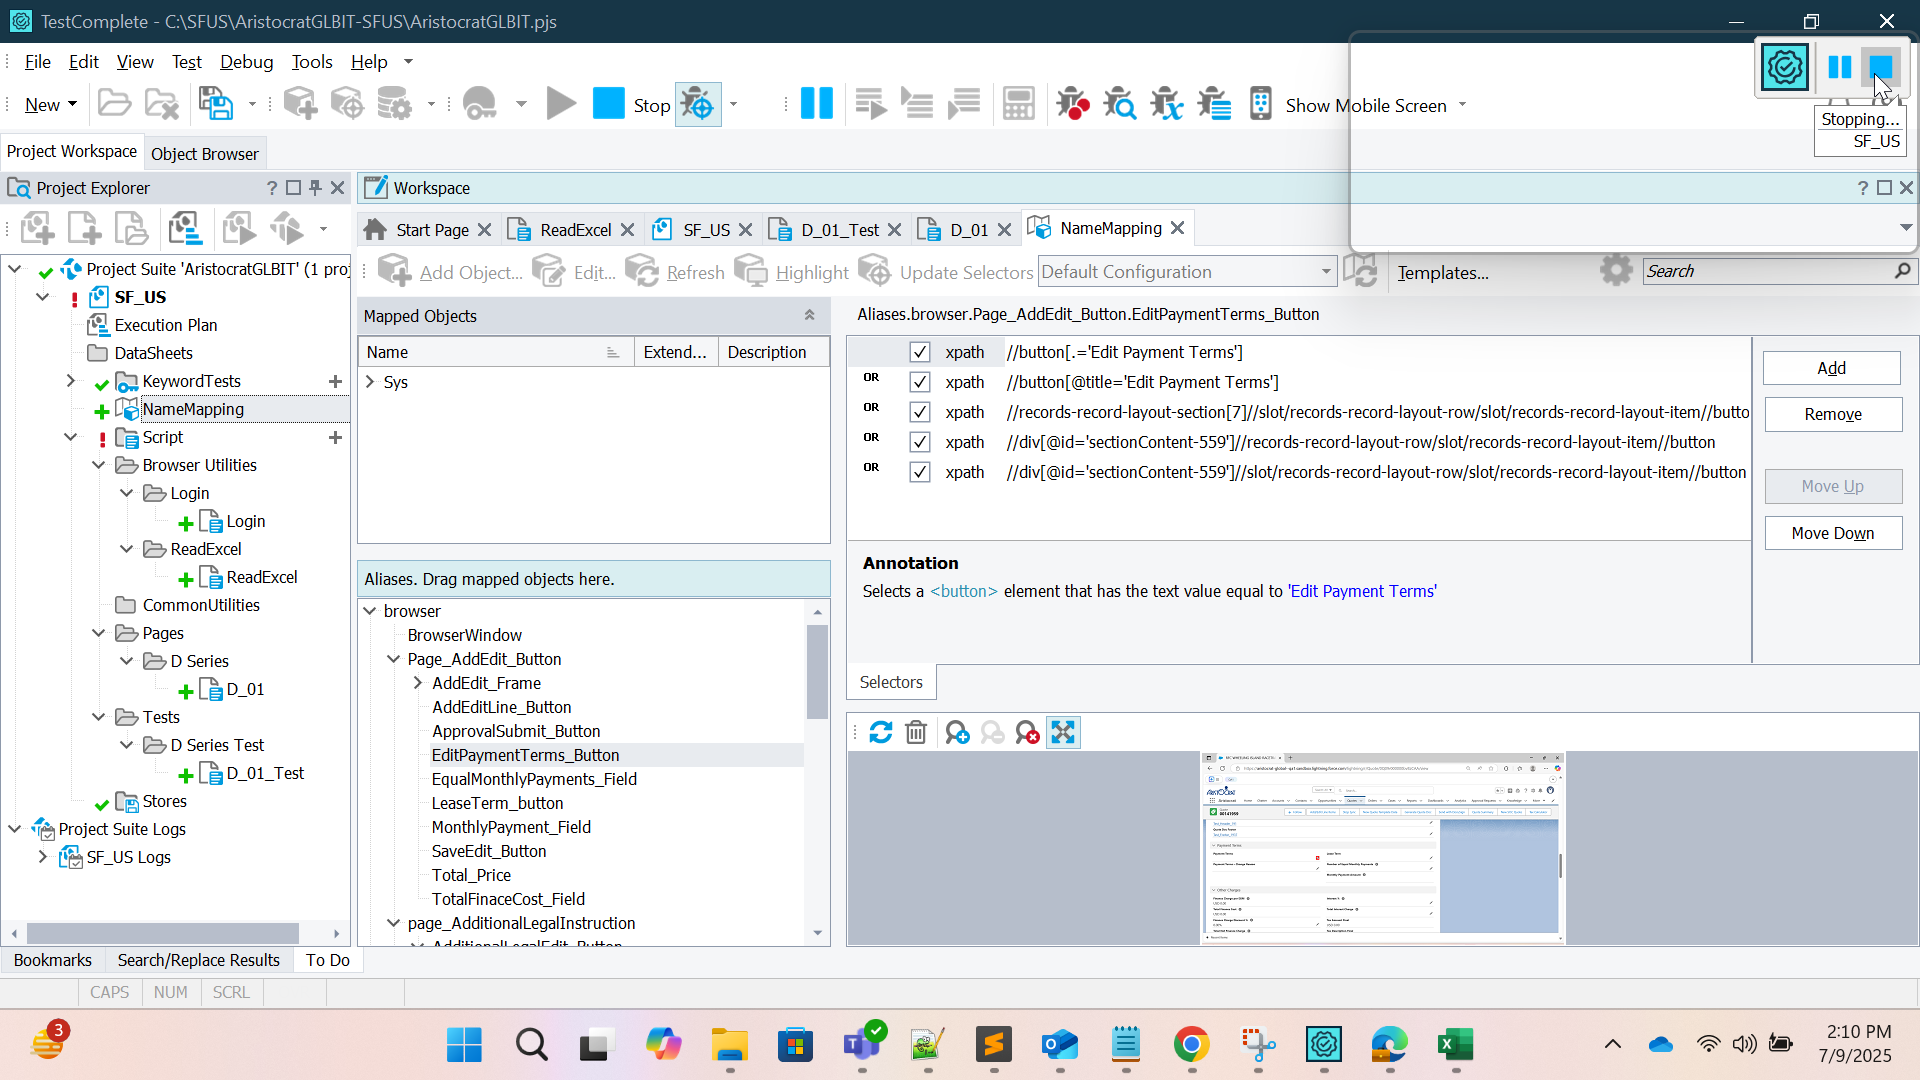 TestComplete - C:\SFUS\AristocratGLBIT-SFUS\AristocratGLBIT.pjs
File Edit View Test Debug Tools Help
New Stop Show Mobile Screen
Stopping...
SF_US
Project Workspace Object Browser
Project Explorer
Workspace
Start Page ReadExcel SF_US D_01_Test D_01 NameMapping
Add Object... Edit... Refresh Highlight Update Selectors Default Configuration Templates... Search
Project Suite 'AristocratGLBIT' (1 proj
SF_US
Execution Plan
DataSheets
KeywordTests
NameMapping
Script
Browser Utilities
Login
Login
ReadExcel
ReadExcel
CommonUtilities
Pages
D Series
D_01
Tests
D Series Test
D_01_Test
Stores
Project Suite Logs
SF_US Logs
Mapped Objects
Name Extend... Description
Sys
Aliases. Drag mapped objects here.
browser
BrowserWindow
Page_AddEdit_Button
AddEdit_Frame
AddEditLine_Button
ApprovalSubmit_Button
EditPaymentTerms_Button
EqualMonthlyPayments_Field
LeaseTerm_button
MonthlyPayment_Field
SaveEdit_Button
Total_Price
TotalFinaceCost_Field
page_AdditionalLegalInstruction
AdditionalLegalEdit_Button
Aliases.browser.Page_AddEdit_Button.EditPaymentTerms_Button
xpath //button[.='Edit Payment Terms']
OR xpath //button[@title='Edit Payment Terms']
OR xpath //records-record-layout-section[7]//slot/records-record-layout-row/slot/records-record-layout-item//butto
OR xpath //div[@id='sectionContent-559']//records-record-layout-row/slot/records-record-layout-item//button
OR xpath //div[@id='sectionContent-559']//slot/records-record-layout-row/slot/records-record-layout-item//button
Add
Remove
Move Up
Move Down
Annotation
Selects a <button> element that has the text value equal to 'Edit Payment Terms'
Selectors
Bookmarks Search/Replace Results To Do
CAPS NUM SCRL
3
2:10 PM
7/9/2025